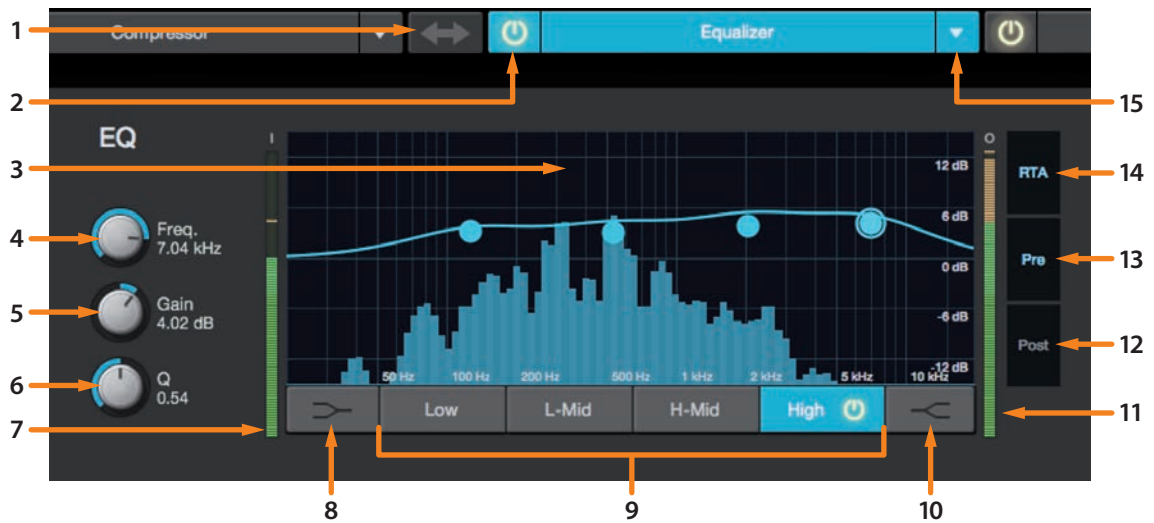 1
Compressor
Equalizer
2
15
EQ
I
O
3
12 dB
RTA
14
4
Freq.
7.04 kHz
6 dB
0 dB
Pre
13
5
Gain
4.02 dB
-6 dB
Post
12
6
Q
0.54
-12 dB
50 Hz 100 Hz 200 Hz 500 Hz 1 kHz 2 kHz 5 kHz 10 kHz
7
Low L-Mid H-Mid High
11
8 9 10